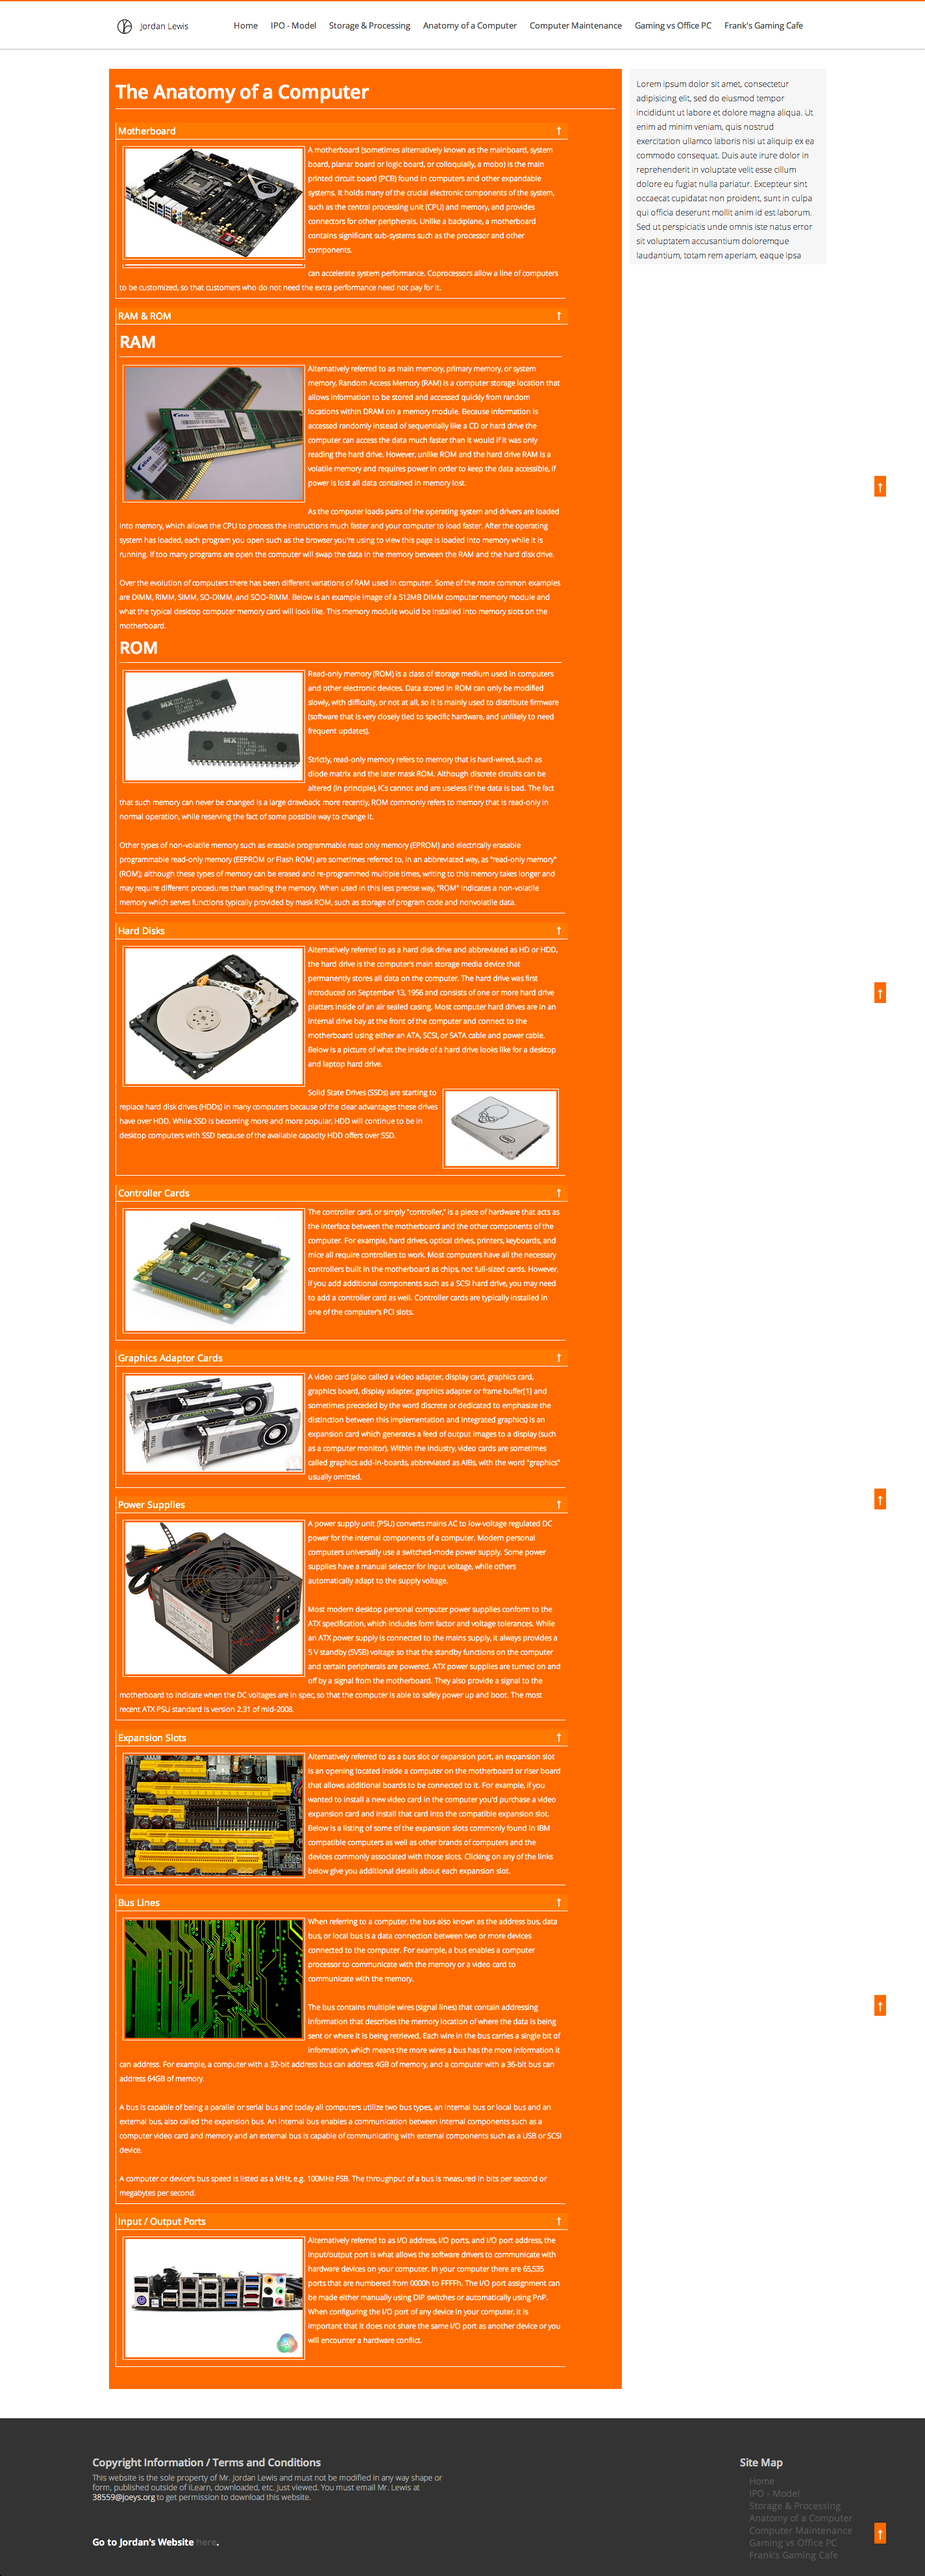 Jordan Lewis
Home IPO - Model Storage & Processing Anatomy of a Computer Computer Maintenance Gaming vs Office PC Frank's Gaming Cafe
The Anatomy of a Computer
Motherboard ↑
A motherboard (sometimes alternatively known as the mainboard, system
board, planar board or logic board, or colloquially, a mobo) is the main
printed circuit board (PCB) found in computers and other expandable
systems. It holds many of the crucial electronic components of the system,
such as the central processing unit (CPU) and memory, and provides
connectors for other peripherals. Unlike a backplane, a motherboard
contains significant sub-systems such as the processor and other
components.
can accelerate system performance. Coprocessors allow a line of computers
to be customized, so that customers who do not need the extra performance need not pay for it.
RAM & ROM ↑
RAM
Alternatively referred to as main memory, primary memory, or system
memory, Random Access Memory (RAM) is a computer storage location that
allows information to be stored and accessed quickly from random
locations within DRAM on a memory module. Because information is
accessed randomly instead of sequentially like a CD or hard drive the
computer can access the data much faster than it would if it was only
reading the hard drive. However, unlike ROM and the hard drive RAM is a
volatile memory and requires power in order to keep the data accessible, if
power is lost all data contained in memory lost.
As the computer loads parts of the operating system and drivers are loaded
into memory, which allows the CPU to process the instructions much faster and your computer to load faster. After the operating
system has loaded, each program you open such as the browser you're using to view this page is loaded into memory while it is
running. If too many programs are open the computer will swap the data in the memory between the RAM and the hard disk drive.
Over the evolution of computers there has been different variations of RAM used in computer. Some of the more common examples
are DIMM, RIMM, SIMM, SO-DIMM, and SOO-RIMM. Below is an example image of a 512MB DIMM computer memory module and
what the typical desktop computer memory card will look like. This memory module would be installed into memory slots on the
motherboard.
ROM
Read-only memory (ROM) is a class of storage medium used in computers
and other electronic devices. Data stored in ROM can only be modified
slowly, with difficulty, or not at all, so it is mainly used to distribute firmware
(software that is very closely tied to specific hardware, and unlikely to need
frequent updates).
Strictly, read-only memory refers to memory that is hard-wired, such as
diode matrix and the later mask ROM. Although discrete circuits can be
altered (in principle), ICs cannot and are useless if the data is bad. The fact
that such memory can never be changed is a large drawback; more recently, ROM commonly refers to memory that is read-only in
normal operation, while reserving the fact of some possible way to change it.
Other types of non-volatile memory such as erasable programmable read only memory (EPROM) and electrically erasable
programmable read-only memory (EEPROM or Flash ROM) are sometimes referred to, in an abbreviated way, as "read-only memory"
(ROM); although these types of memory can be erased and re-programmed multiple times, writing to this memory takes longer and
may require different procedures than reading the memory. When used in this less precise way, "ROM" indicates a non-volatile
memory which serves functions typically provided by mask ROM, such as storage of program code and nonvolatile data.
Hard Disks ↑
Alternatively referred to as a hard disk drive and abbreviated as HD or HDD,
the hard drive is the computer's main storage media device that
permanently stores all data on the computer. The hard drive was first
introduced on September 13, 1956 and consists of one or more hard drive
platters inside of an air sealed casing. Most computer hard drives are in an
internal drive bay at the front of the computer and connect to the
motherboard using either an ATA, SCSI, or SATA cable and power cable.
Below is a picture of what the inside of a hard drive looks like for a desktop
and laptop hard drive.
Solid State Drives (SSDs) are starting to
replace hard disk drives (HDDs) in many computers because of the clear advantages these drives
have over HDD. While SSD is becoming more and more popular, HDD will continue to be in
desktop computers with SSD because of the available capacity HDD offers over SSD.
Controller Cards ↑
The controller card, or simply "controller," is a piece of hardware that acts as
the interface between the motherboard and the other components of the
computer. For example, hard drives, optical drives, printers, keyboards, and
mice all require controllers to work. Most computers have all the necessary
controllers built in the motherboard as chips, not full-sized cards. However,
if you add additional components such as a SCSI hard drive, you may need
to add a controller card as well. Controller cards are typically installed in
one of the computer's PCI slots.
Graphics Adaptor Cards ↑
A video card (also called a video adapter, display card, graphics card,
graphics board, display adapter, graphics adapter or frame buffer[1] and
sometimes preceded by the word discrete or dedicated to emphasize the
distinction between this implementation and integrated graphics) is an
expansion card which generates a feed of output images to a display (such
as a computer monitor). Within the industry, video cards are sometimes
called graphics add-in-boards, abbreviated as AIBs, with the word "graphics"
usually omitted.
Power Supplies ↑
A power supply unit (PSU) converts mains AC to low-voltage regulated DC
power for the internal components of a computer. Modern personal
computers universally use a switched-mode power supply. Some power
supplies have a manual selector for input voltage, while others
automatically adapt to the supply voltage.
Most modern desktop personal computer power supplies conform to the
ATX specification, which includes form factor and voltage tolerances. While
an ATX power supply is connected to the mains supply, it always provides a
5 V standby (5VSB) voltage so that the standby functions on the computer
and certain peripherals are powered. ATX power supplies are turned on and
off by a signal from the motherboard. They also provide a signal to the
motherboard to indicate when the DC voltages are in spec, so that the computer is able to safely power up and boot. The most
recent ATX PSU standard is version 2.31 of mid-2008.
Expansion Slots ↑
Alternatively referred to as a bus slot or expansion port, an expansion slot
is an opening located inside a computer on the motherboard or riser board
that allows additional boards to be connected to it. For example, if you
wanted to install a new video card in the computer you'd purchase a video
expansion card and install that card into the compatible expansion slot.
Below is a listing of some of the expansion slots commonly found in IBM
compatible computers as well as other brands of computers and the
devices commonly associated with those slots. Clicking on any of the links
below give you additional details about each expansion slot.
Bus Lines ↑
When referring to a computer, the bus also known as the address bus, data
bus, or local bus is a data connection between two or more devices
connected to the computer. For example, a bus enables a computer
processor to communicate with the memory or a video card to
communicate with the memory.
The bus contains multiple wires (signal lines) that contain addressing
information that describes the memory location of where the data is being
sent or where it is being retrieved. Each wire in the bus carries a single bit of
information, which means the more wires a bus has the more information it
can address. For example, a computer with a 32-bit address bus can address 4GB of memory, and a computer with a 36-bit bus can
address 64GB of memory.
A bus is capable of being a parallel or serial bus and today all computers utilize two bus types, an internal bus or local bus and an
external bus, also called the expansion bus. An internal bus enables a communication between internal components such as a
computer video card and memory and an external bus is capable of communicating with external components such as a USB or SCSI
device.
A computer or device's bus speed is listed as a MHz, e.g. 100MHz FSB. The throughput of a bus is measured in bits per second or
megabytes per second.
Input / Output Ports ↑
Alternatively referred to as I/O address, I/O ports, and I/O port address, the
input/output port is what allows the software drivers to communicate with
hardware devices on your computer. In your computer there are 65,535
ports that are numbered from 0000h to FFFFh. The I/O port assignment can
be made either manually using DIP switches or automatically using PnP.
When configuring the I/O port of any device in your computer, it is
important that it does not share the same I/O port as another device or you
will encounter a hardware conflict.
Lorem ipsum dolor sit amet, consectetur
adipisicing elit, sed do eiusmod tempor
incididunt ut labore et dolore magna aliqua. Ut
enim ad minim veniam, quis nostrud
exercitation ullamco laboris nisi ut aliquip ex ea
commodo consequat. Duis aute irure dolor in
reprehenderit in voluptate velit esse cillum
dolore eu fugiat nulla pariatur. Excepteur sint
occaecat cupidatat non proident, sunt in culpa
qui officia deserunt mollit anim id est laborum.
Sed ut perspiciatis unde omnis iste natus error
sit voluptatem accusantium doloremque
laudantium, totam rem aperiam, eaque ipsa
↑
↑
↑
↑
Copyright Information / Terms and Conditions
This website is the sole property of Mr. Jordan Lewis and must not be modified in any way shape or
form, published outside of iLearn, downloaded, etc. Just viewed. You must email Mr. Lewis at
38559@joeys.org to get permission to download this website.
Go to Jordan's Website here.
Site Map
Home
IPO - Model
Storage & Processing
Anatomy of a Computer
Computer Maintenance
Gaming vs Office PC
Frank's Gaming Cafe
↑